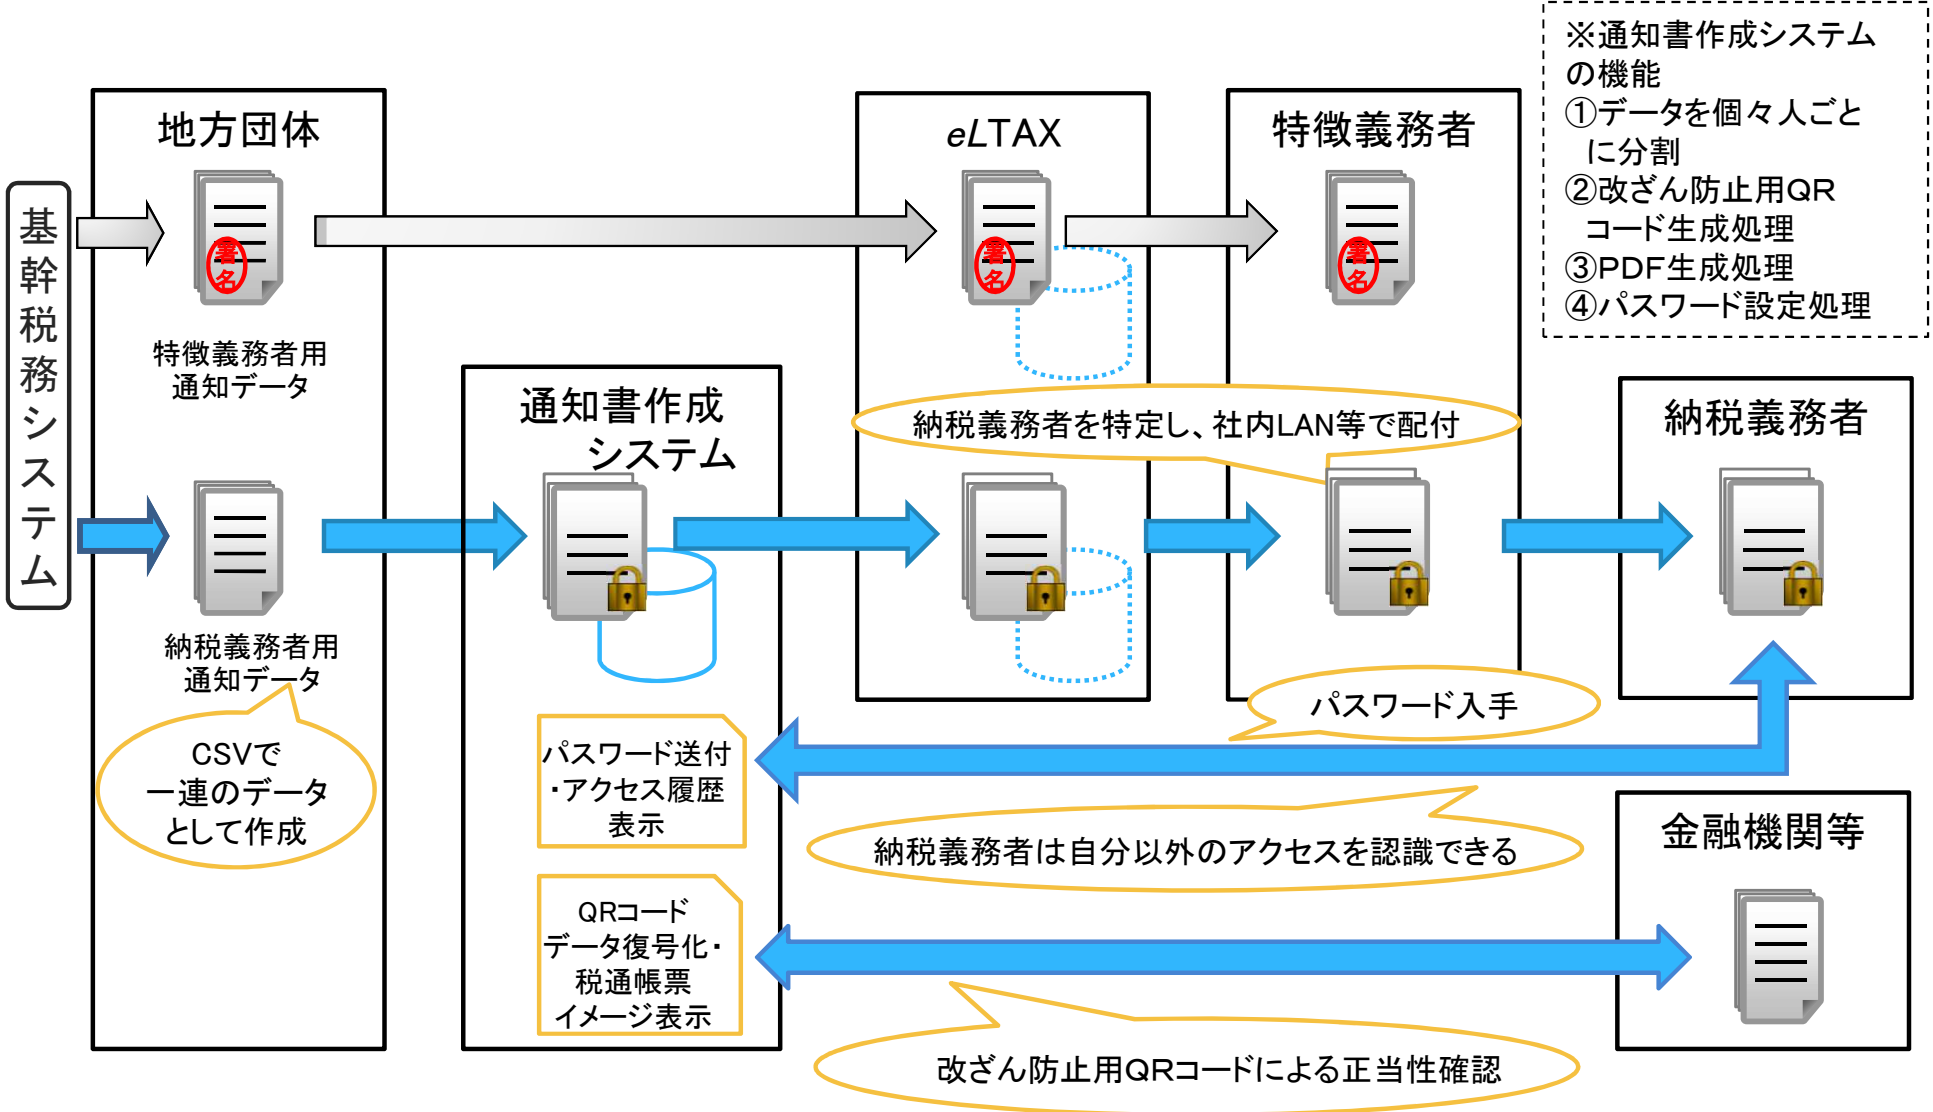 ※通知書作成システム
の機能
①データを個々人ごと
に分割
②改ざん防止用QR
コード生成処理
③PDF生成処理
④パスワード設定処理
基幹税務システム
地方団体
署名
特徴義務者用
通知データ
納税義務者用
通知データ
CSVで
一連のデータ
として作成
通知書作成
システム
パスワード送付
・アクセス履歴
表示
QRコード
データ復号化・
税通帳票
イメージ表示
eLTAX
署名
特徴義務者
署名
納税義務者を特定し、社内LAN等で配付
納税義務者
パスワード入手
納税義務者は自分以外のアクセスを認識できる
金融機関等
改ざん防止用QRコードによる正当性確認